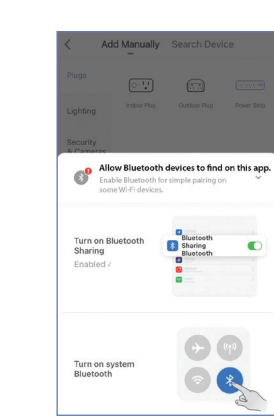 Add Manually Search Device
Plugs
Indoor Plug Outdoor Plug Power Strip
Lighting
Security
& Cameras
Allow Bluetooth devices to find on this app.
Enable Bluetooth for simple pairing on
some Wi-Fi devices.
Turn on Bluetooth
Sharing
Enabled ✓
Bluetooth
Sharing
Bluetooth
Turn on system
Bluetooth